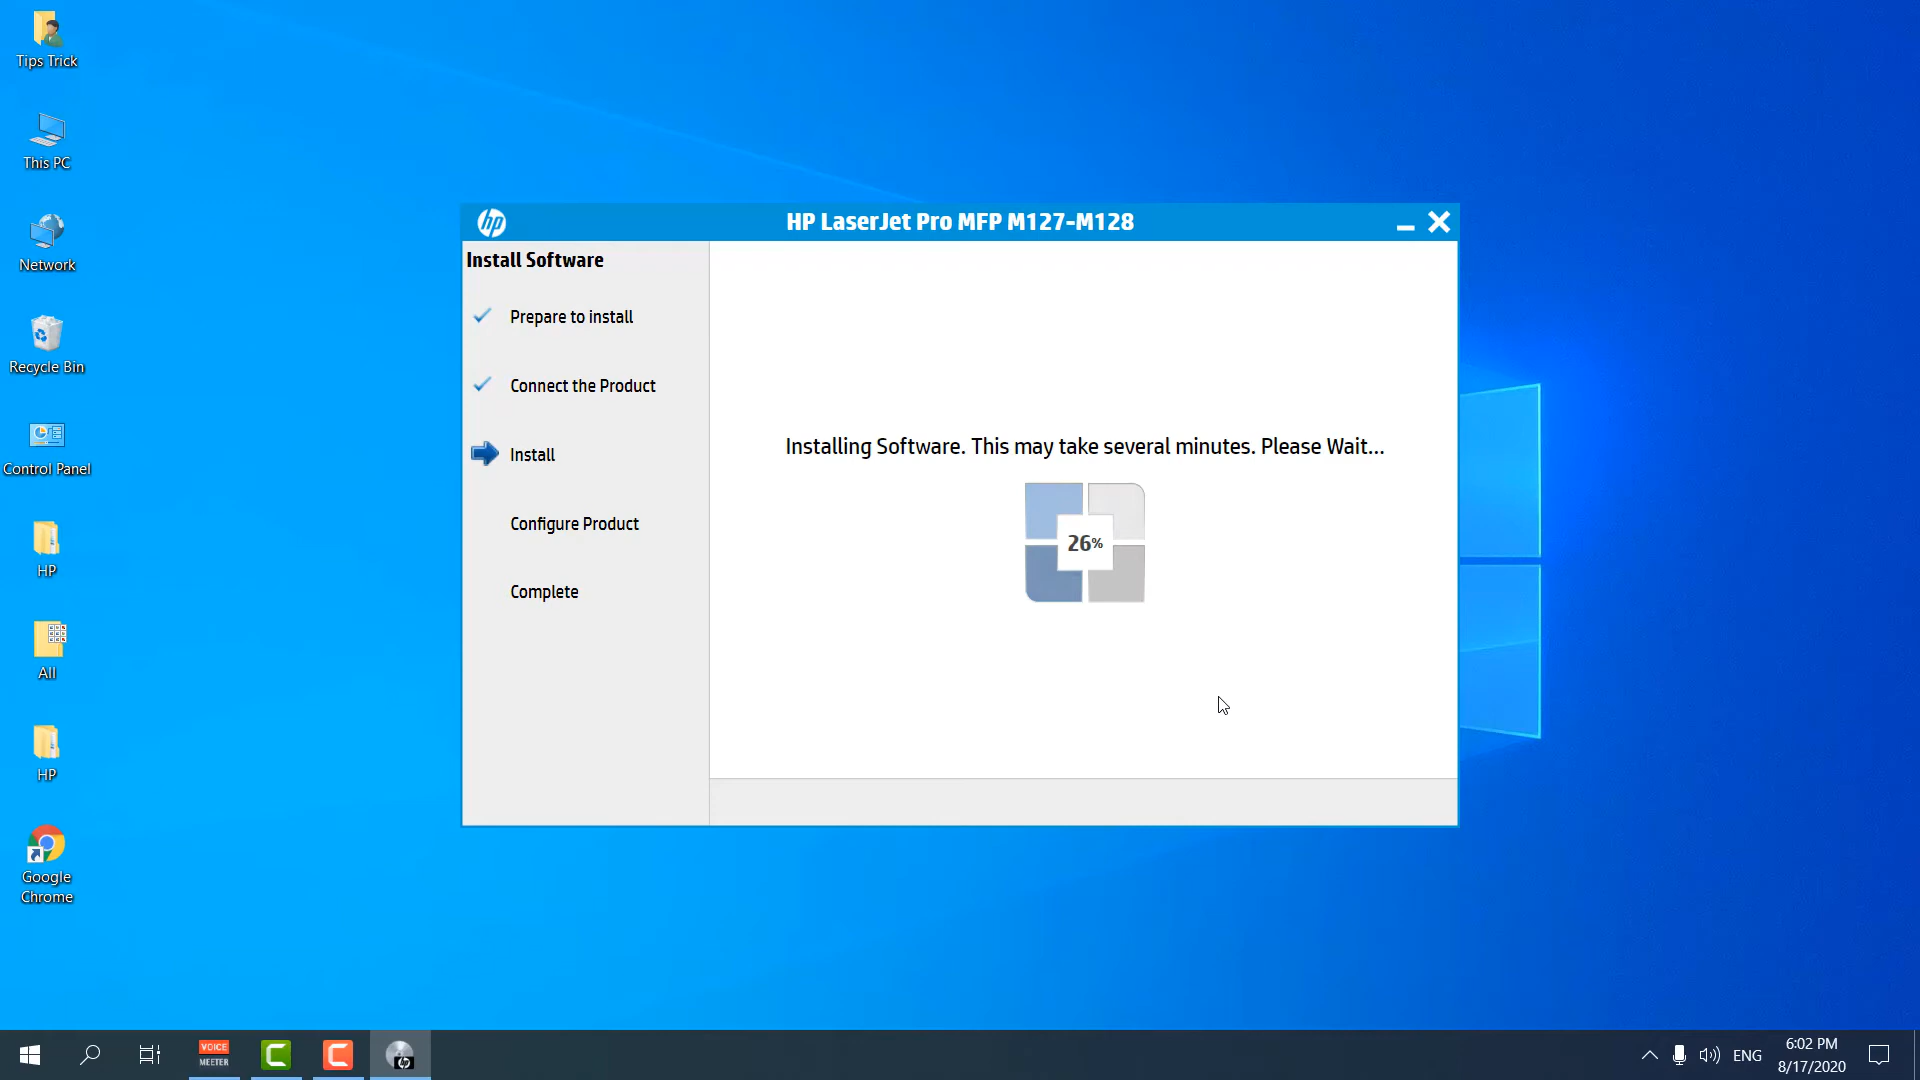 Tips Trick
This PC
Network
Recycle Bin
Control Panel
HP
All
HP
Google
Chrome
hp
HP LaserJet Pro MFP M127-M128
Install Software
Prepare to install
Connect the Product
Install
Configure Product
Complete
Installing Software. This may take several minutes. Please Wait...
26%
VOICE
MEETER
ENG
6:02 PM
8/17/2020